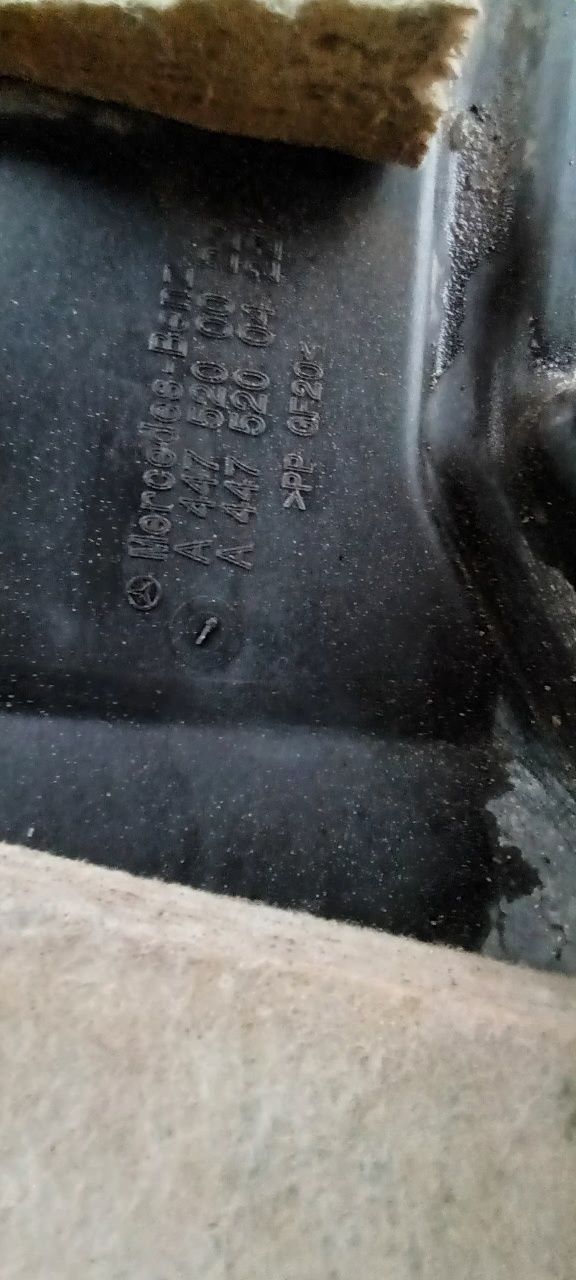 Mercedes-Benz
A 447 520 00
A 447 520 04
>PP GF20<